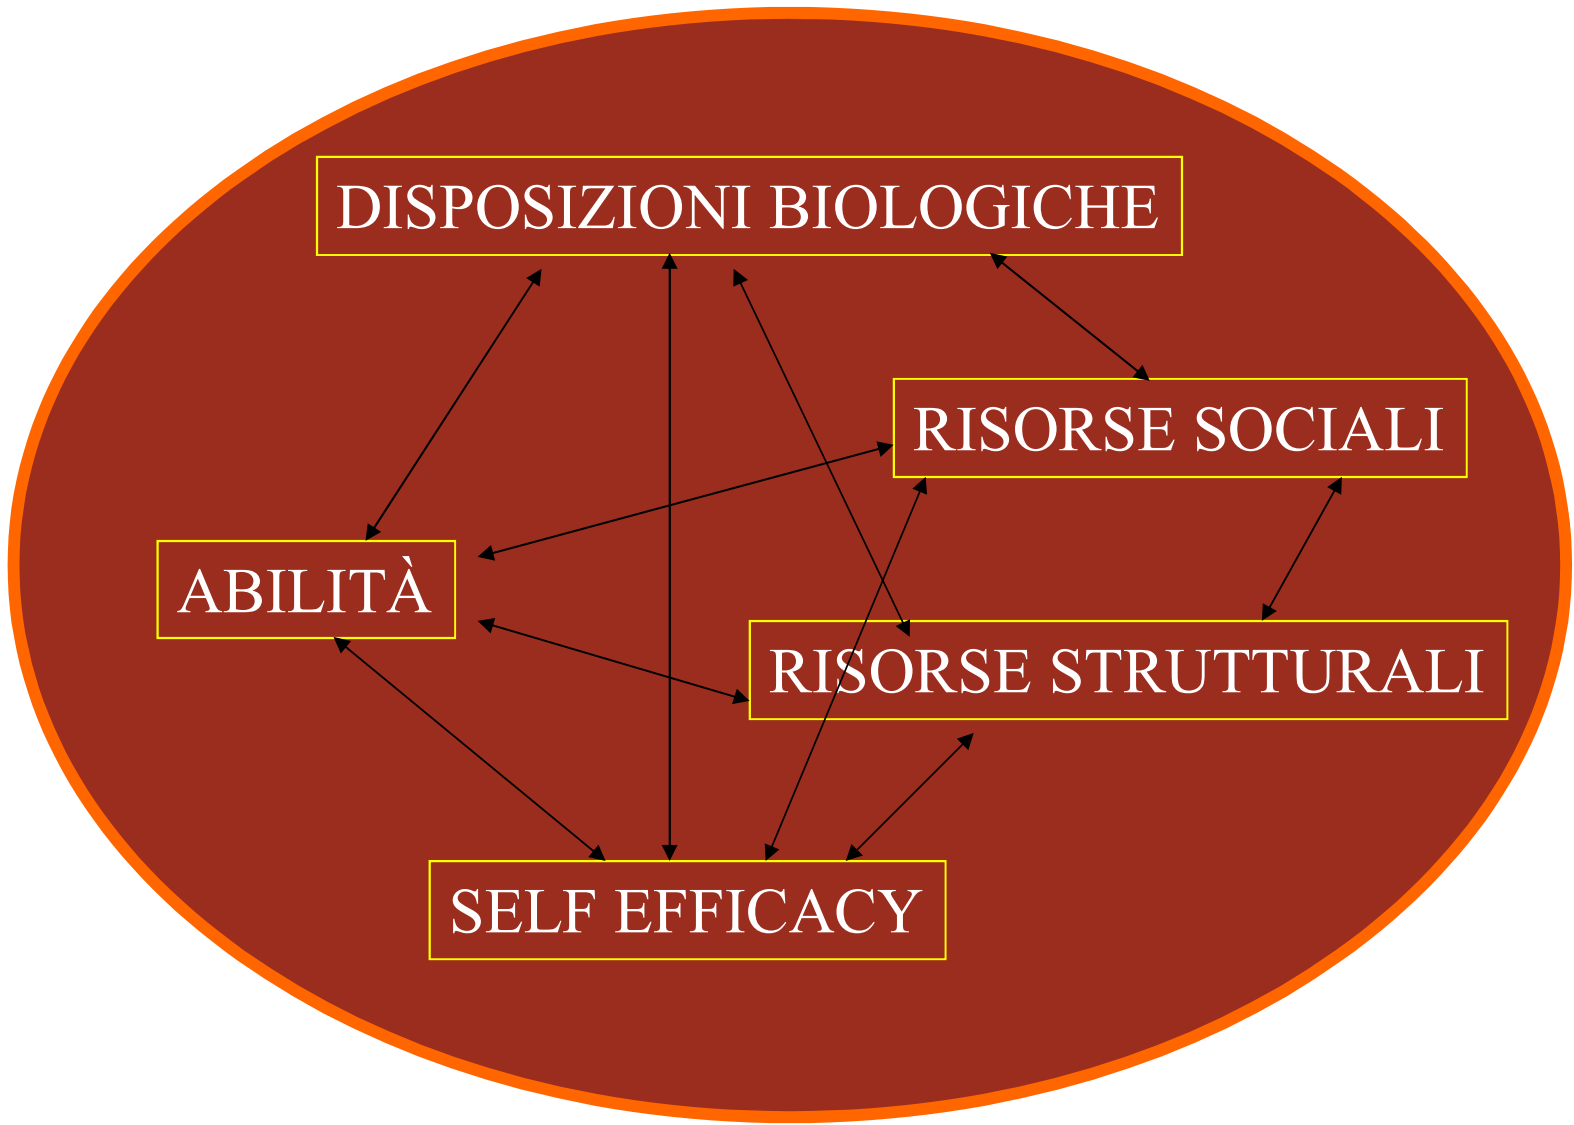 DISPOSIZIONI BIOLOGICHE
RISORSE SOCIALI
ABILITÀ
RISORSE STRUTTURALI
SELF EFFICACY